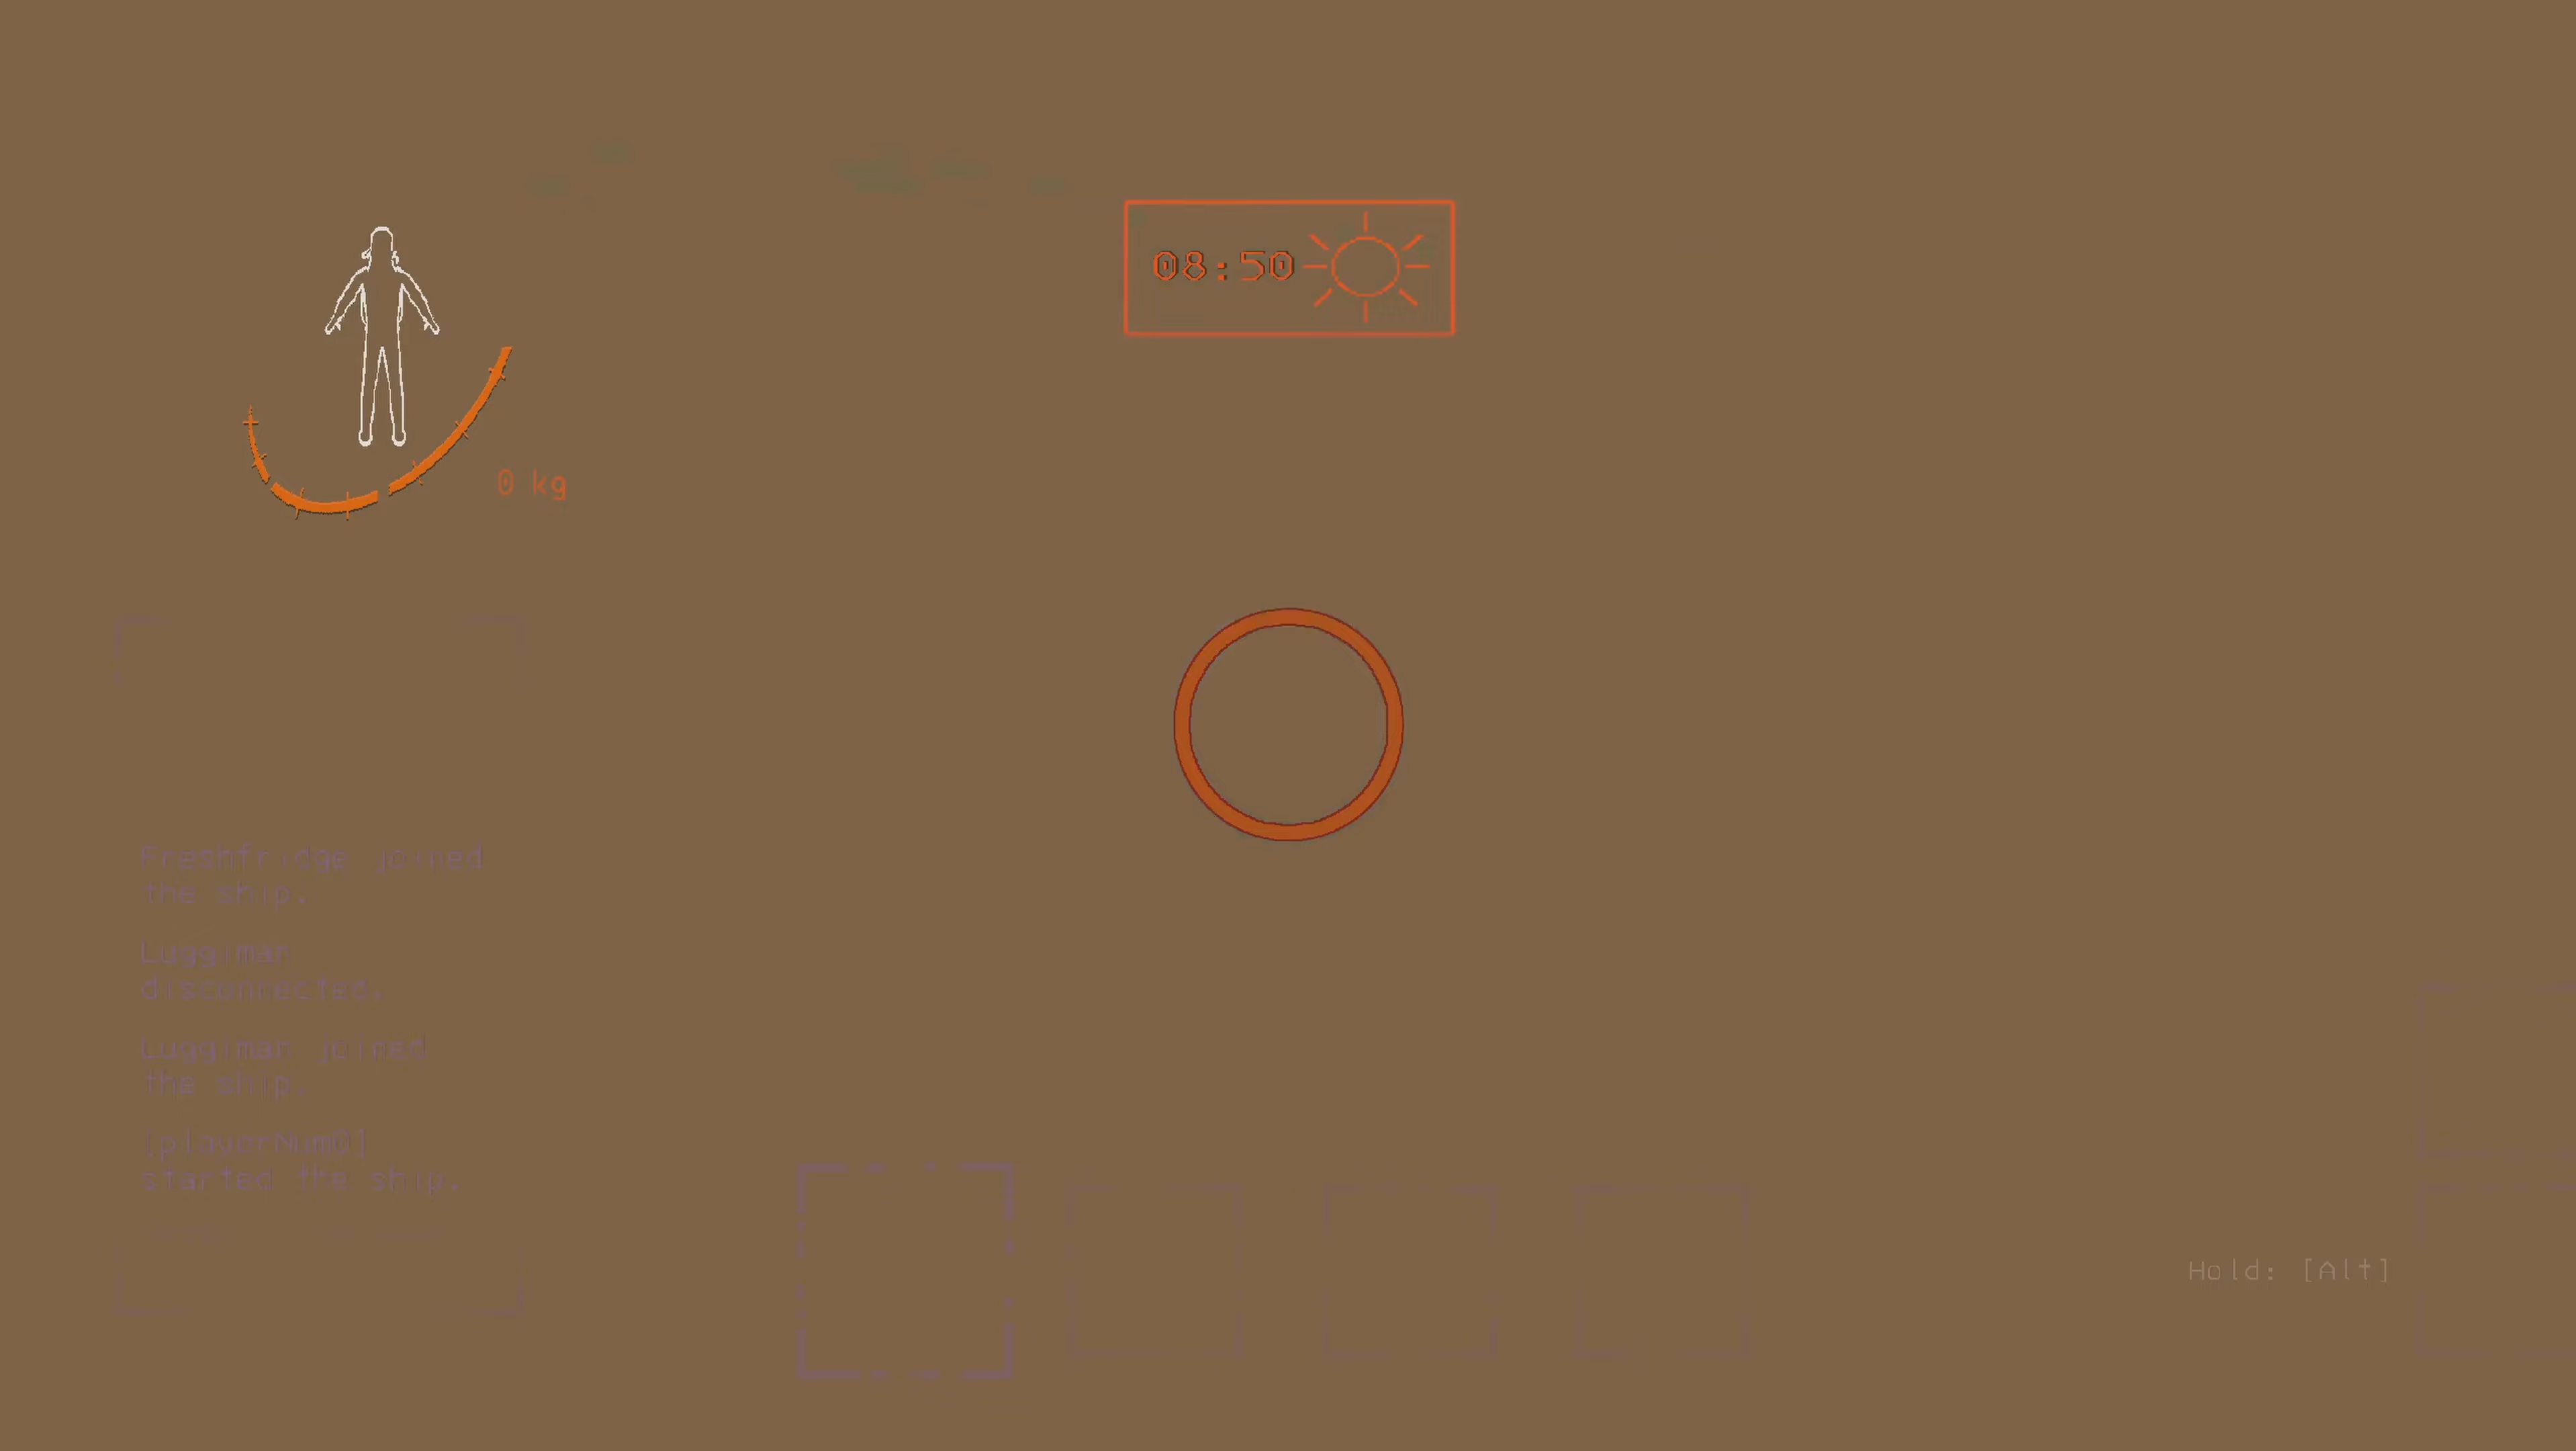 08:50
0 kg
Freshfridge joined
the ship.
Luggimar
disconnected.
Luggimar joined
the ship.
[playerNum0]
started the ship.
Hold: [Alt]